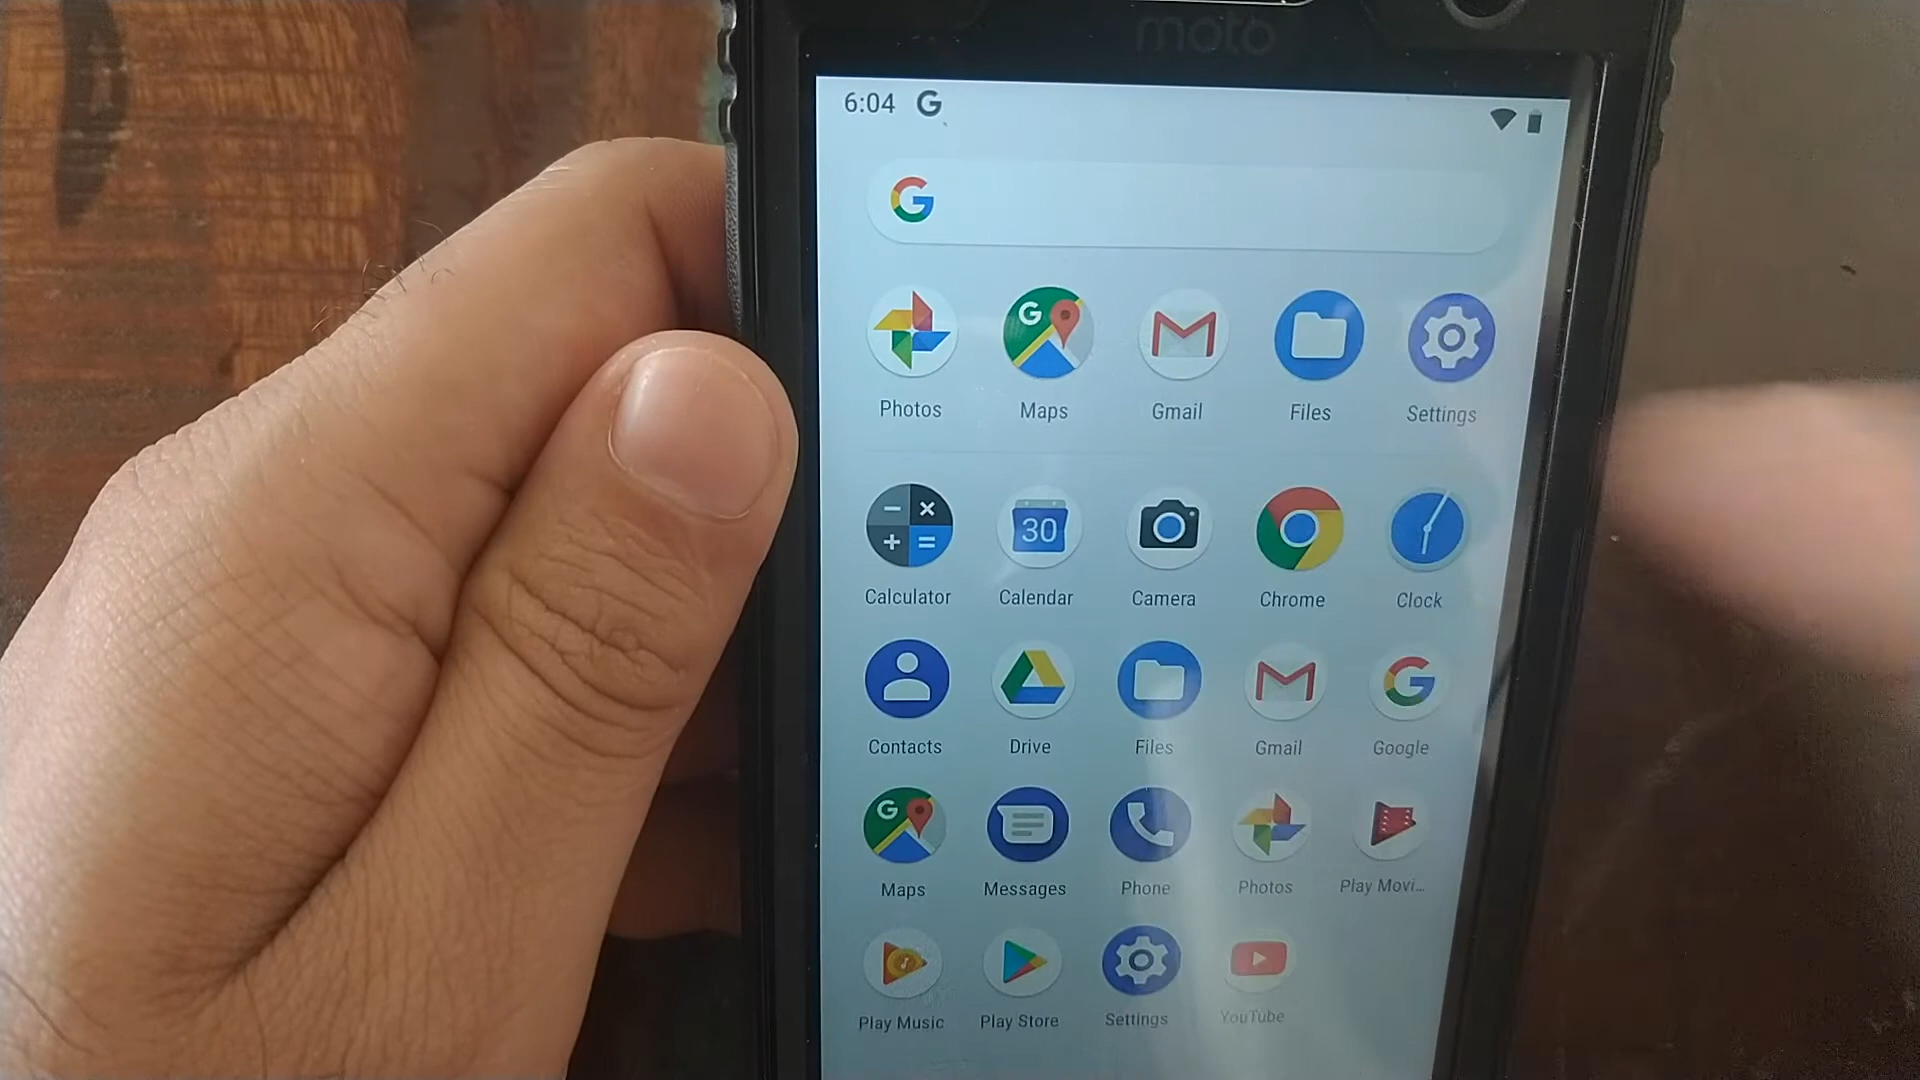 moto
6:04 G
G
G
Photos Maps Gmail Files Settings
30
Calculator Calendar Camera Chrome Clock
G
Contacts Drive Files Gmail Google
G
Maps Messages Phone Photos Play Movi...
Play Music Play Store Settings YouTube